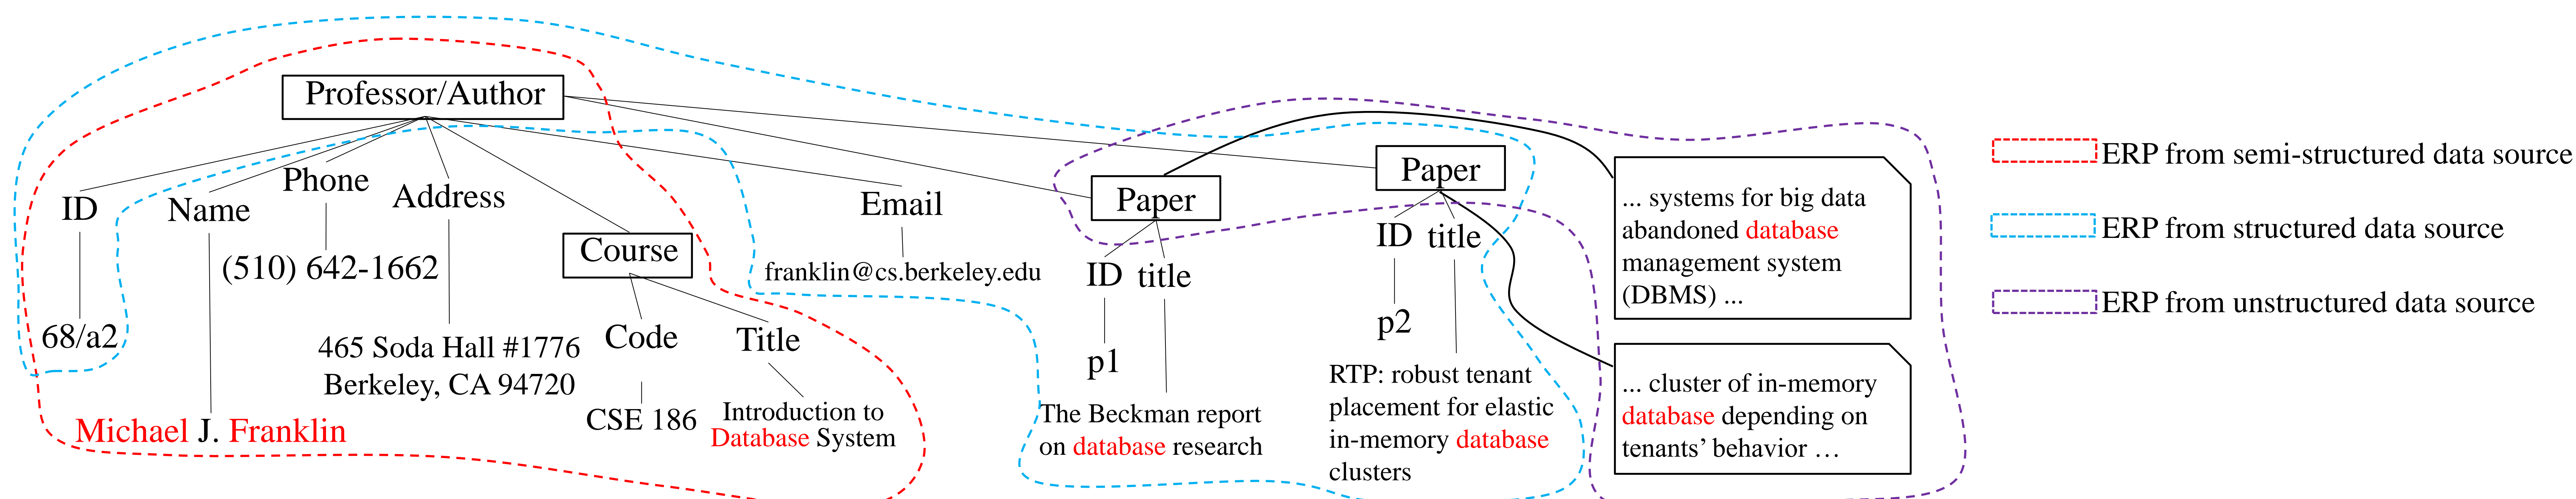 Professor/Author
ID
68/a2
Name
Michael J. Franklin
Phone
(510) 642-1662
Address
465 Soda Hall #1776
Berkeley, CA 94720
Course
Code
CSE 186
Title
Introduction to
Database System
Email
franklin@cs.berkeley.edu
Paper
ID
p1
title
The Beckman report
on database research
Paper
ID
p2
title
RTP: robust tenant
placement for elastic
in-memory database
clusters
... systems for big data
abandoned database
management system
(DBMS) ...
... cluster of in-memory
database depending on
tenants’ behavior …
ERP from semi-structured data source
ERP from structured data source
ERP from unstructured data source